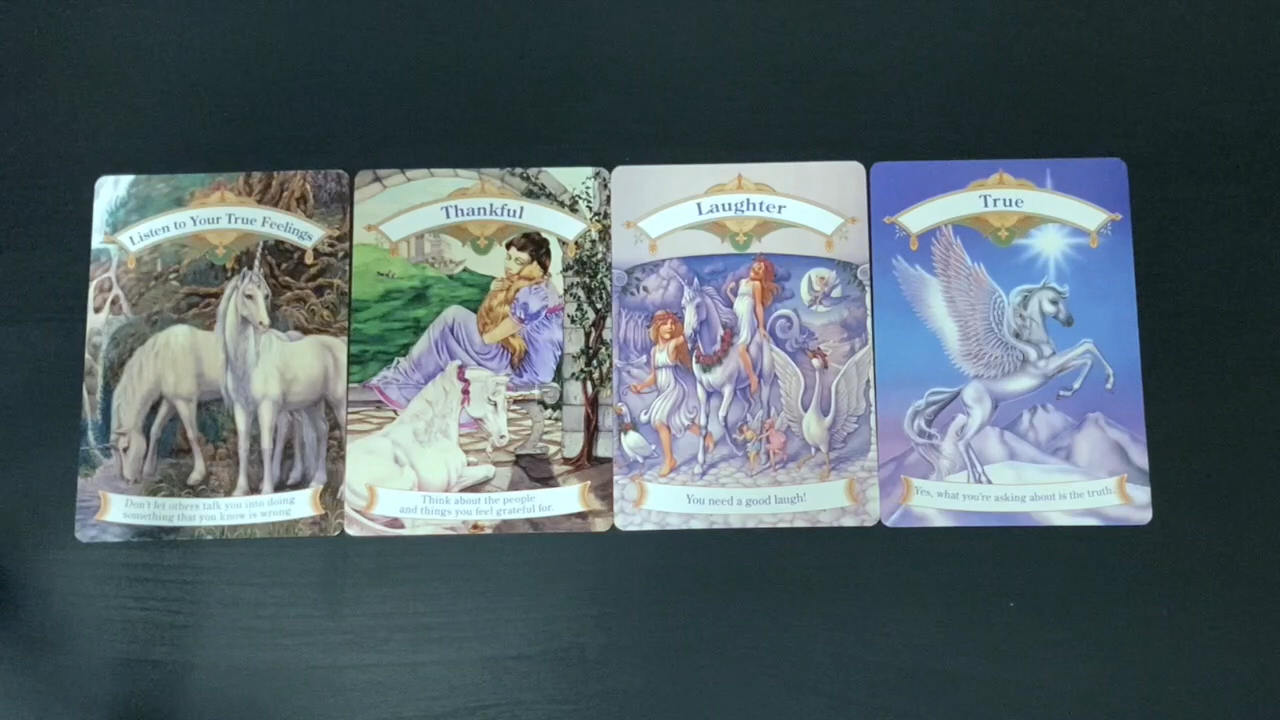 Listen to Your True Feelings
Don't let others talk you into doing
something that you know is wrong
Thankful
Think about the people
and things you feel grateful for.
Laughter
You need a good laugh!
True
Yes, what you're asking about is the truth.